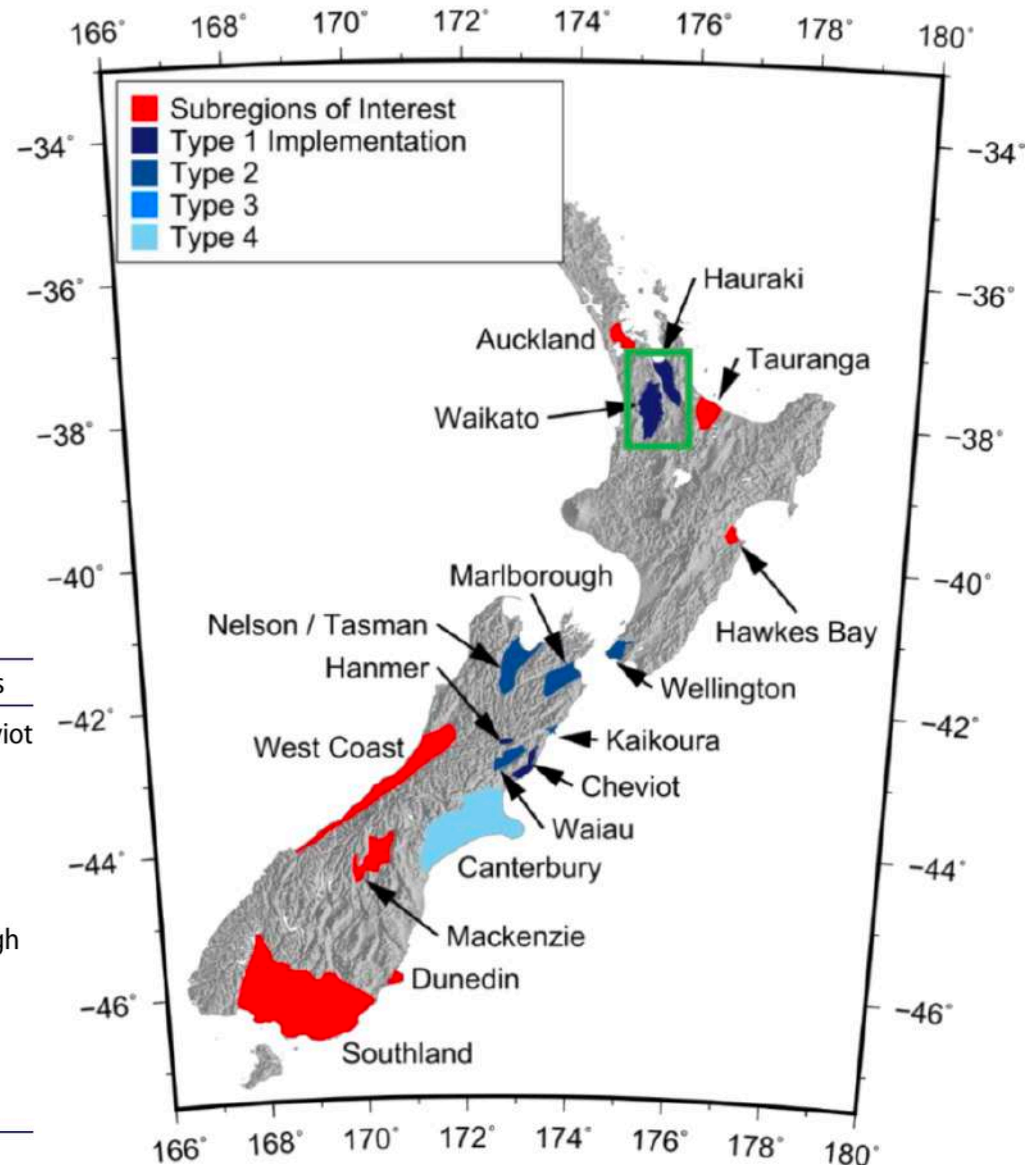 166° 168° 170° 172° 174° 176° 178° 180°
Subregions of Interest
Type 1 Implementation
Type 2
Type 3
Type 4
−34° −34°
−36° −36°
Hauraki
Auckland
Tauranga
Waikato
−38° −38°
−40° −40°
Marlborough
Nelson / Tasman
Hawkes Bay
Hanmer
Wellington
−42° −42°
West Coast
Kaikoura
Cheviot
Waiau
−44° −44°
Canterbury
Mackenzie
Dunedin
−46° −46°
Southland
166° 168° 170° 172° 174° 176° 178° 180°